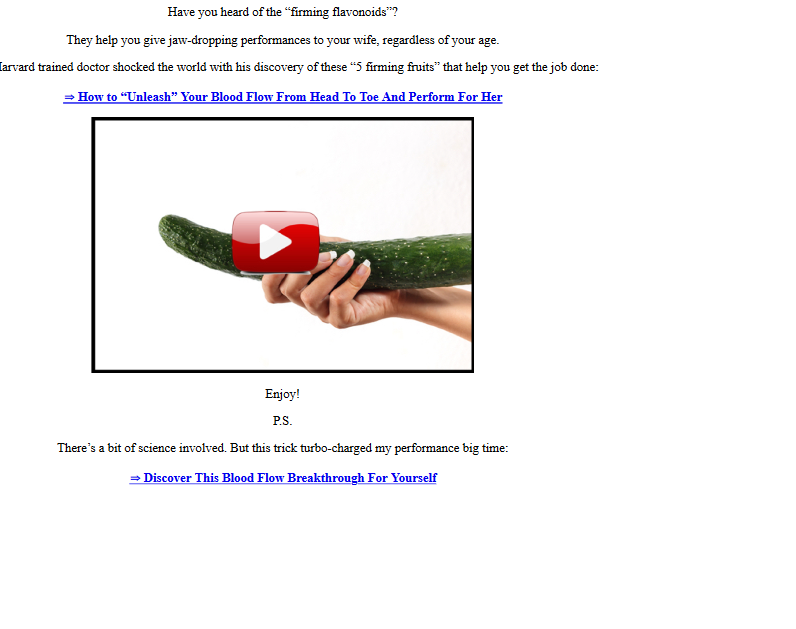 Have you heard of the “firming flavonoids”?
They help you give jaw-dropping performances to your wife, regardless of your age.
trained doctor shocked the world with his discovery of these “5 firming fruits” that help you get the job done:
⇒ How to “Unleash” Your Blood Flow From Head To Toe And Perform For Her
Enjoy!
P.S.
There’s a bit of science involved. But this trick turbo-charged my performance big time:
⇒ Discover This Blood Flow Breakthrough For Yourself